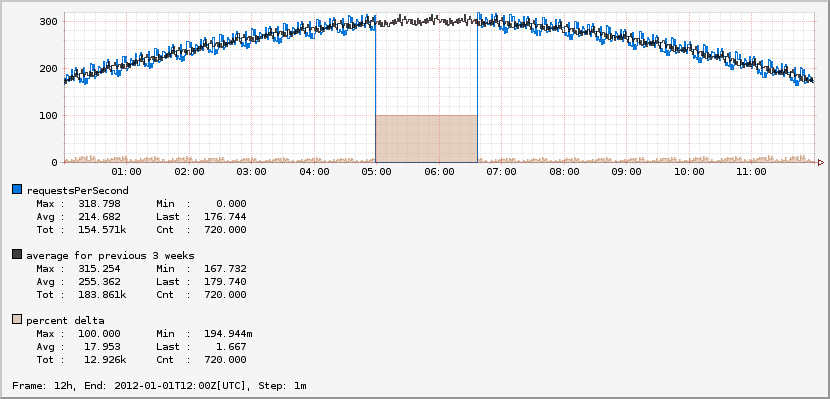 300
200
100
0
01:00 02:00 03:00 04:00 05:00 06:00 07:00 08:00 09:00 10:00 11:00
requestsPerSecond
Max : 318.798 Min : 0.000
Avg : 214.682 Last : 176.744
Tot : 154.571k Cnt : 720.000
average for previous 3 weeks
Max : 315.254 Min : 167.732
Avg : 255.362 Last : 179.740
Tot : 183.861k Cnt : 720.000
percent delta
Max : 100.000 Min : 194.944m
Avg : 17.953 Last : 1.667
Tot : 12.926k Cnt : 720.000
Frame: 12h, End: 2012-01-01T12:00Z[UTC], Step: 1m